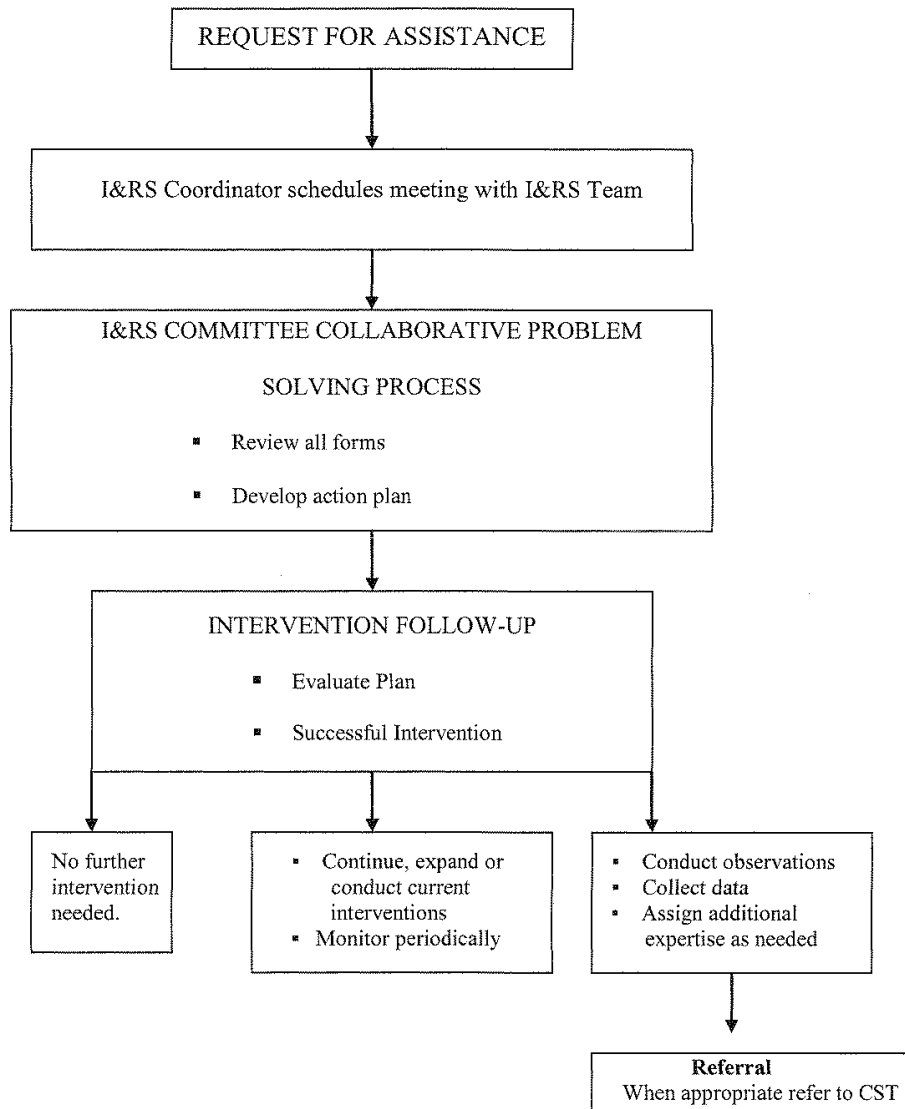 REQUEST FOR ASSISTANCE
I&RS Coordinator schedules meeting with I&RS Team
I&RS COMMITTEE COLLABORATIVE PROBLEM
SOLVING PROCESS
▪ Review all forms
▪ Develop action plan
INTERVENTION FOLLOW-UP
▪ Evaluate Plan
▪ Successful Intervention
No further
intervention
needed.
▪ Continue, expand or
conduct current
interventions
▪ Monitor periodically
▪ Conduct observations
▪ Collect data
▪ Assign additional
expertise as needed
Referral
When appropriate refer to CST